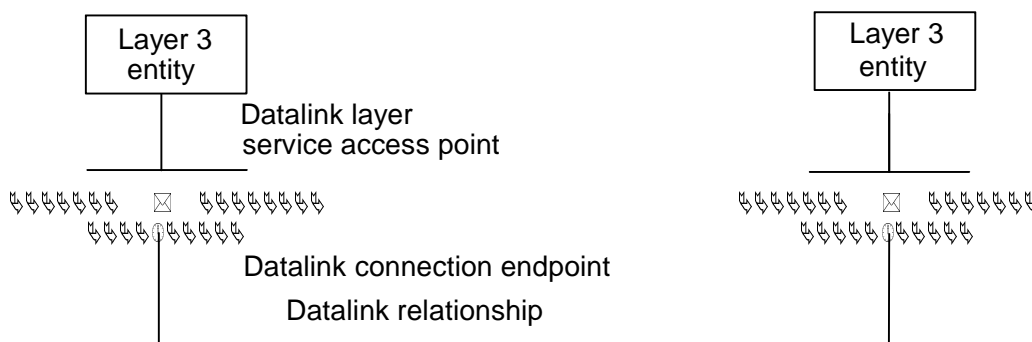 Layer 3
entity
Layer 3
entity
Datalink layer
service access point
Datalink connection endpoint
Datalink relationship